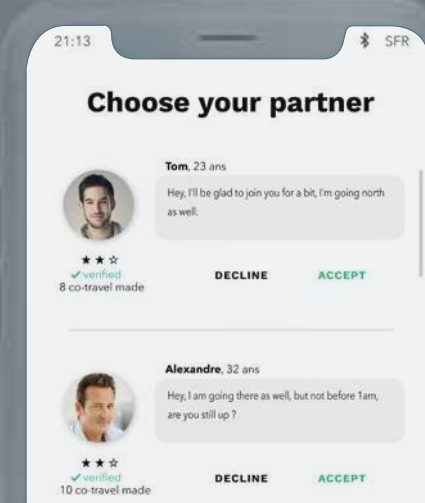 21:13 SFR
Choose your partner
Tom, 23 ans
Hey, I'll be glad to join you for a bit, I'm going north
as well.
★★☆
✓ verified
8 co-travel made
DECLINE ACCEPT
Alexandre, 32 ans
Hey, I am going there as well, but not before 1am,
are you still up ?
★★☆
✓ verified
10 co-travel made
DECLINE ACCEPT